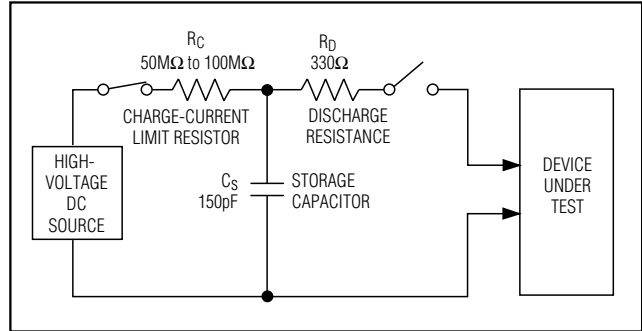 R_C
50MΩ to 100MΩ
CHARGE-CURRENT
LIMIT RESISTOR
R_D
330Ω
DISCHARGE
RESISTANCE
HIGH-
VOLTAGE
DC
SOURCE
C_S
150pF
STORAGE
CAPACITOR
DEVICE
UNDER
TEST